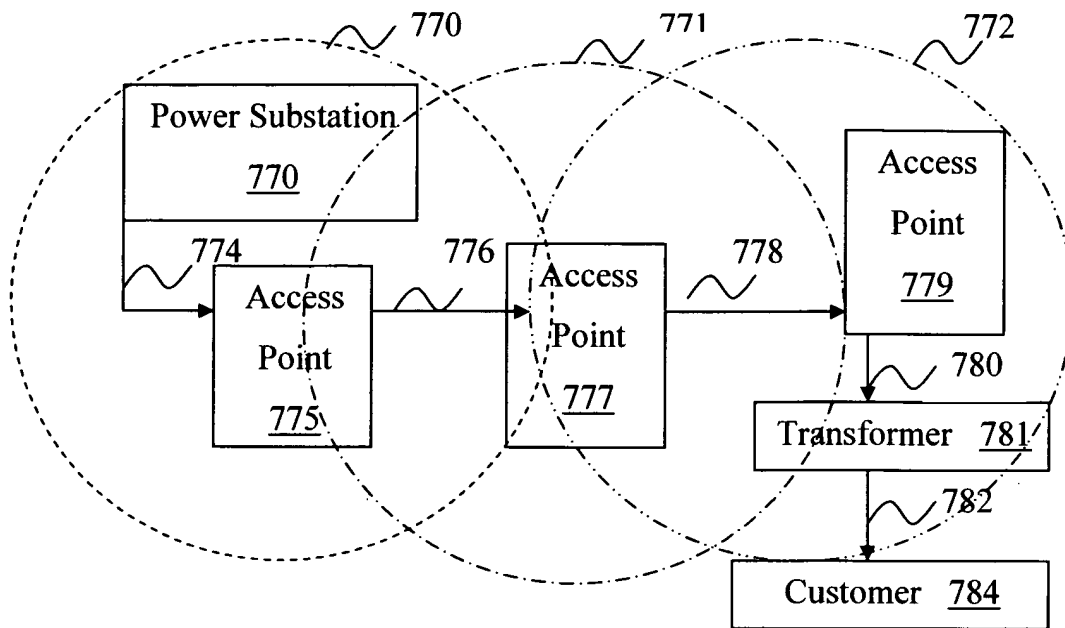 770
771
772
Power Substation
770
Access
Point
779
774
776
778
Access
Point
775
Access
Point
777
780
Transformer 781
782
Customer 784